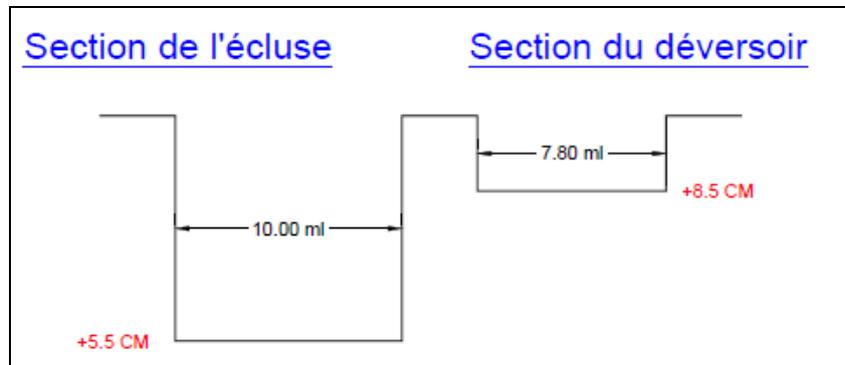 Section de l'écluse
Section du déversoir
7.80 ml
+8.5 CM
10.00 ml
+5.5 CM